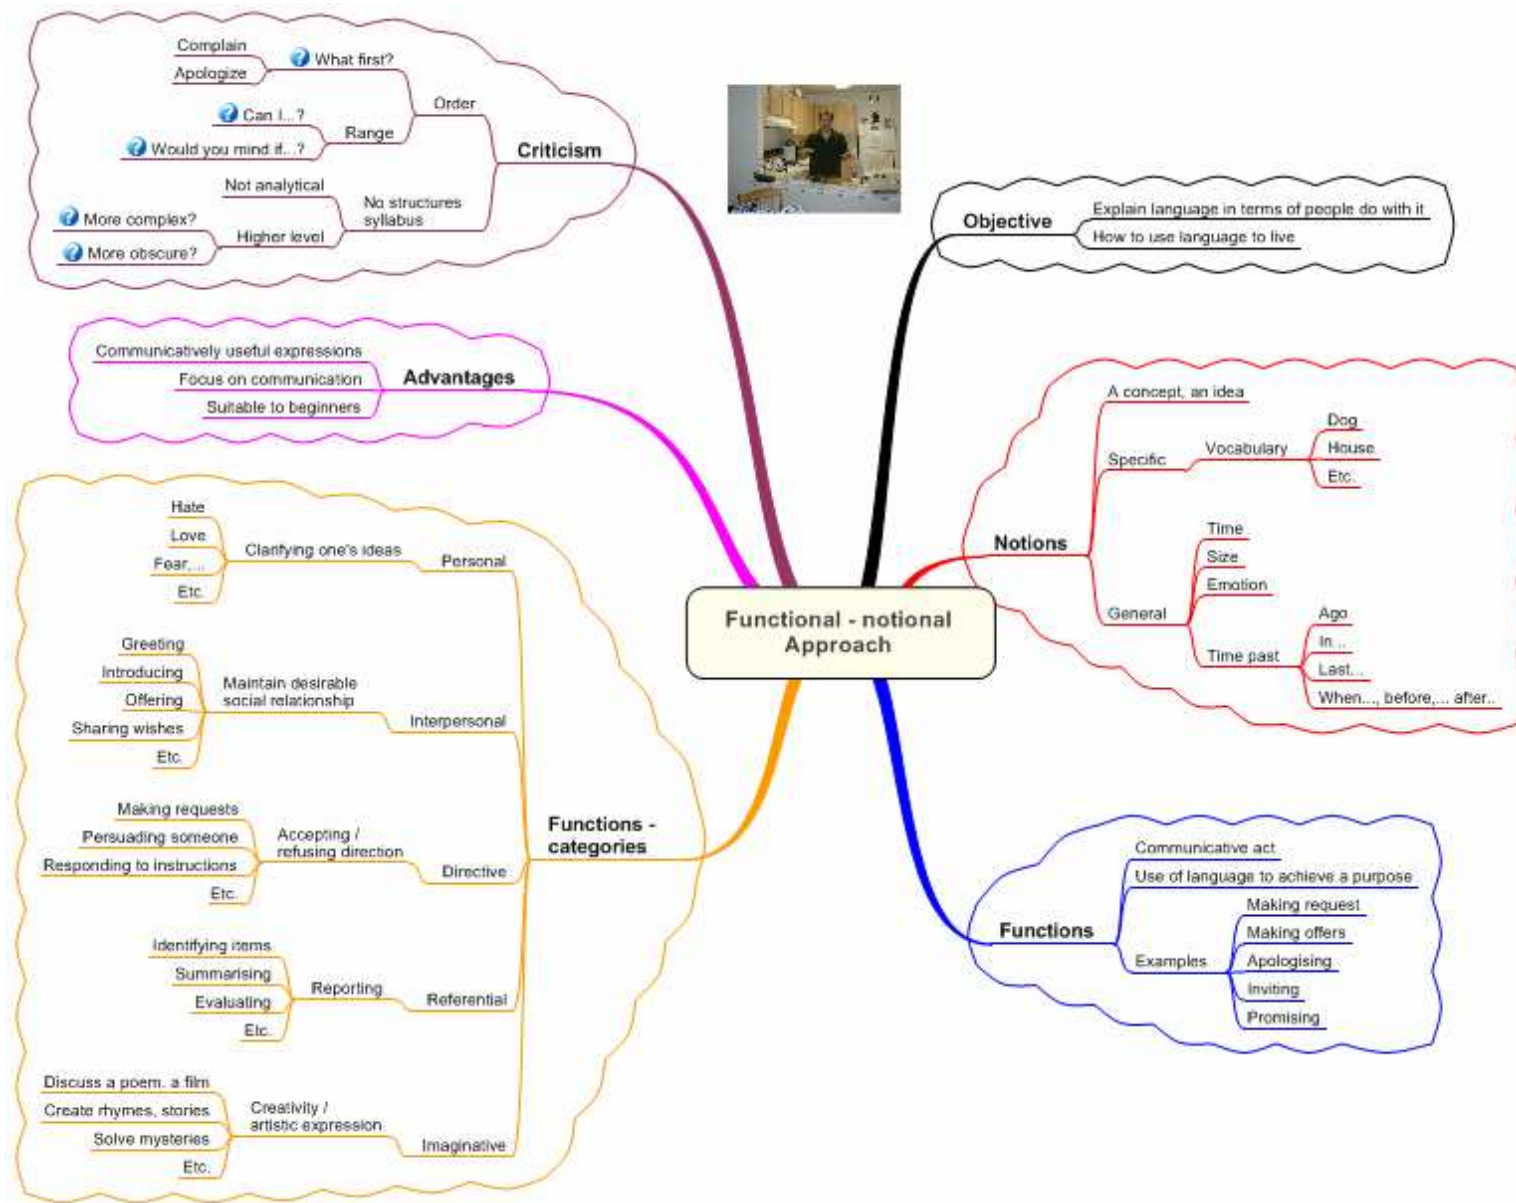 Functional - notional
Approach
Objective
Explain language in terms of people do with it
How to use language to live
Notions
A concept, an idea
Specific
Vocabulary
Dog
House
Etc.
General
Time
Size
Emotion
Time past
Ago
In...
Last...
When..., before,... after..
Functions
Communicative act
Use of language to achieve a purpose
Examples
Making request
Making offers
Apologising
Inviting
Promising
Functions -
categories
Personal
Clarifying one's ideas
Hate
Love
Fear,...
Etc.
Interpersonal
Maintain desirable
social relationship
Greeting
Introducing
Offering
Sharing wishes
Etc.
Directive
Accepting /
refusing direction
Making requests
Persuading someone
Responding to instructions
Etc.
Referential
Reporting
Identifying items
Summarising
Evaluating
Etc.
Imaginative
Creativity /
artistic expression
Discuss a poem. a film
Create rhymes, stories
Solve mysteries
Etc.
Advantages
Communicatively useful expressions
Focus on communication
Suitable to beginners
Criticism
Order
What first?
Complain
Apologize
Range
Can I...?
Would you mind if...?
No structures
syllabus
Not analytical
Higher level
More complex?
More obscure?